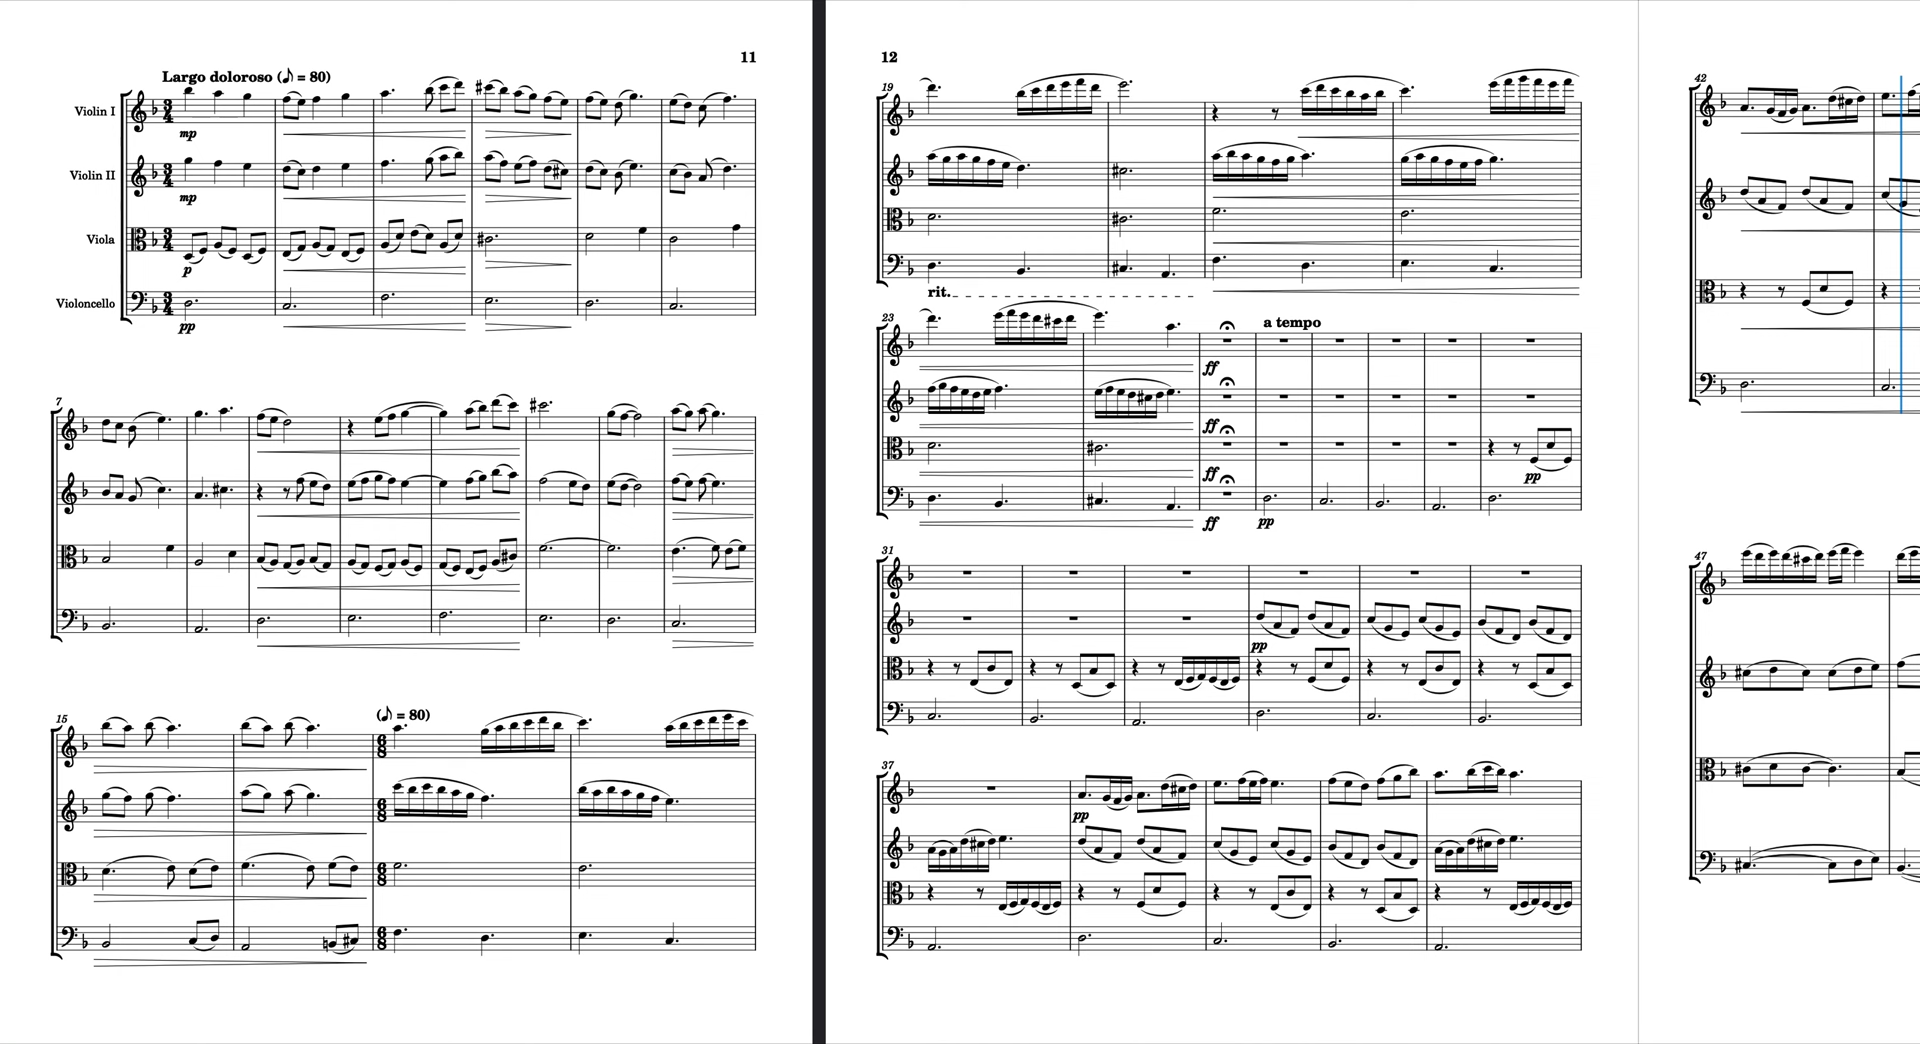 11
Largo doloroso (♪ = 80)
Violin I
mp
Violin II
mp
Viola
p
Violoncello
pp
7
15
(♪ = 80)
12
19
rit.
23
a tempo
ff
ff
ff
pp
ff
pp
31
pp
37
pp
42
47